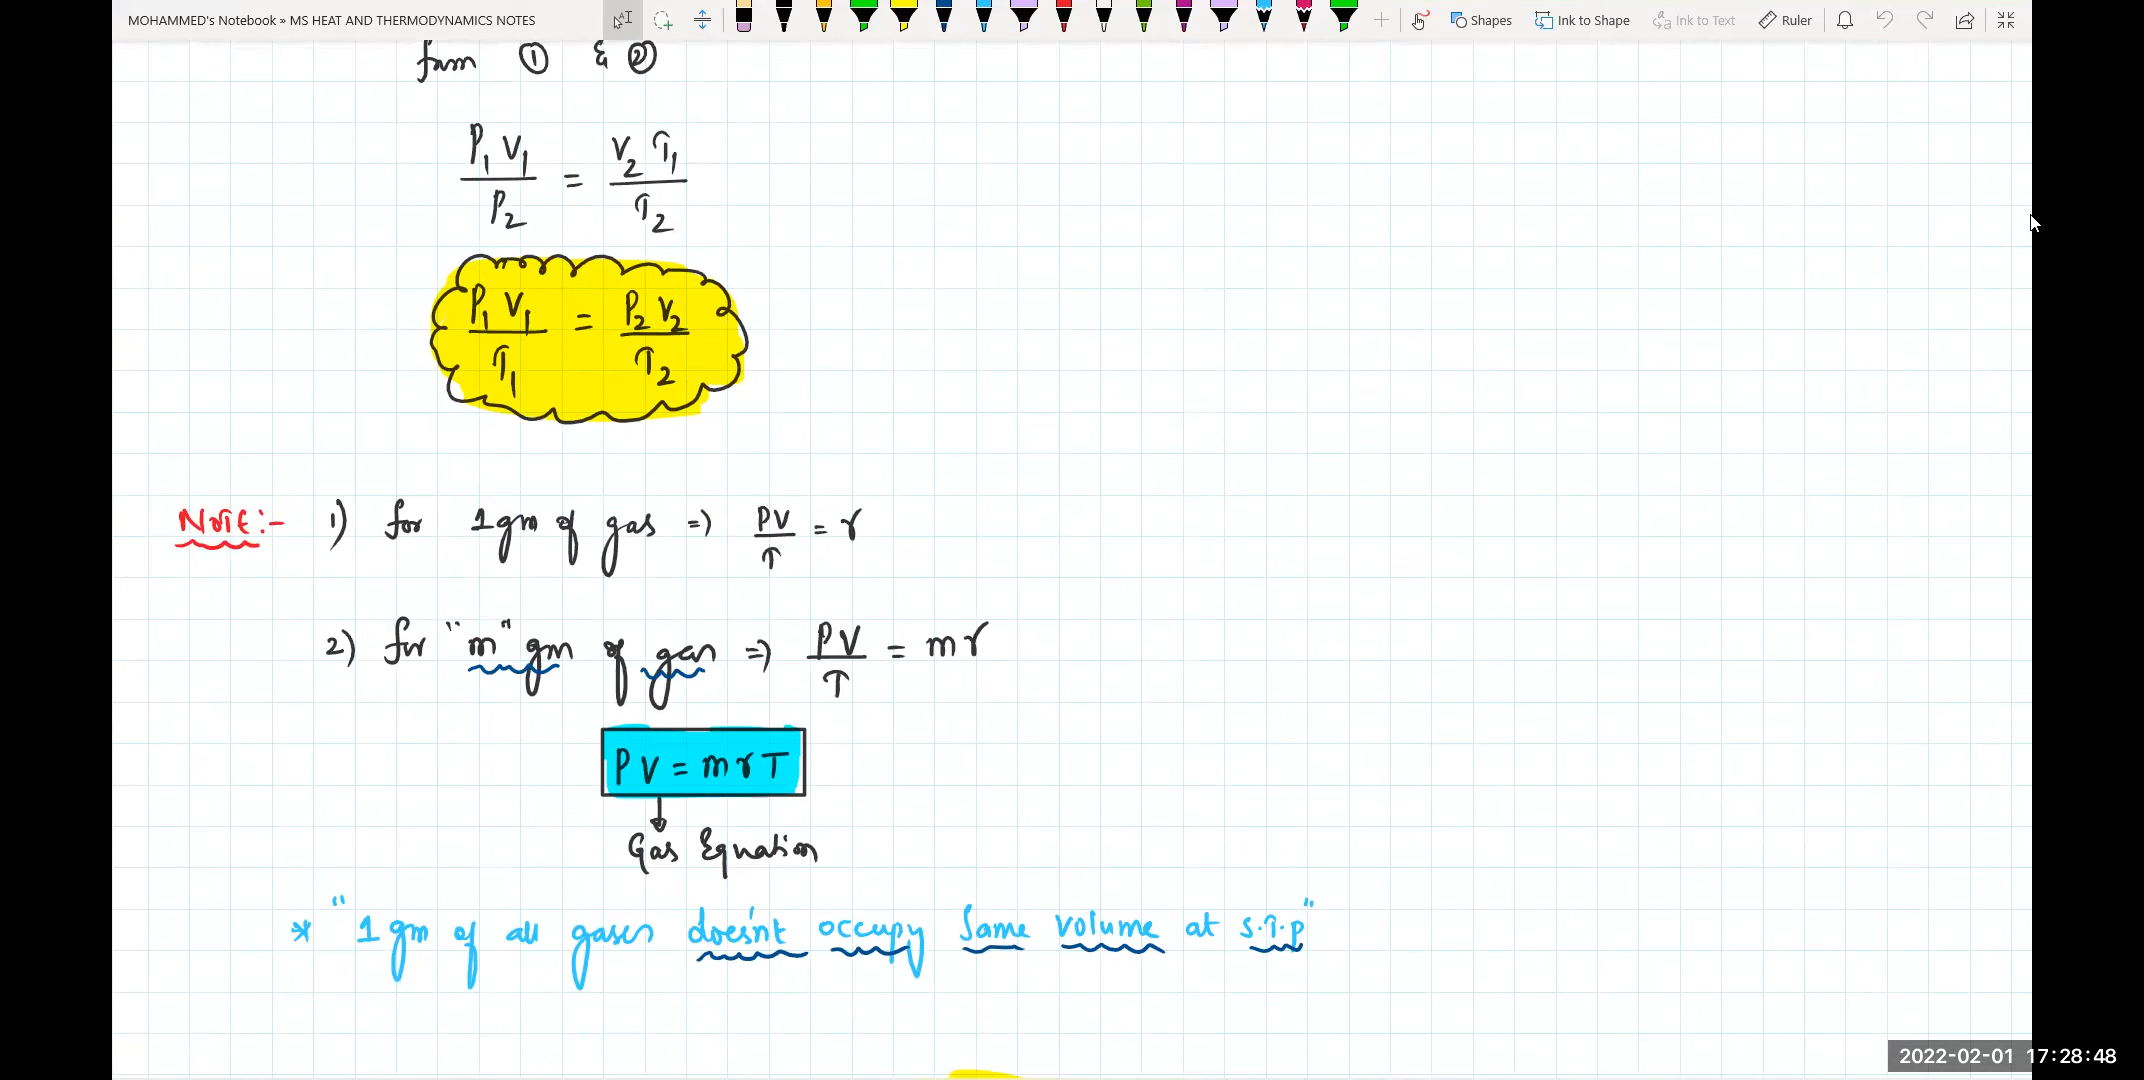 MOHAMMED's Notebook » MS HEAT AND THERMODYNAMICS NOTES
Shapes Ink to Shape Ink to Text Ruler
from ① & ②
P₁ V₁ / P₂ = V₂ T₁ / T₂
P₁ V₁ / T₁ = P₂ V₂ / T₂
Note:- 1) for 1gm of gas => PV / T = r
2) for "m" gm of gas => PV / T = mr
PV = mrT
Gas Equation
* "1 gm of all gases does'nt occupy same volume at S.T.P"
2022-02-01 17:28:48